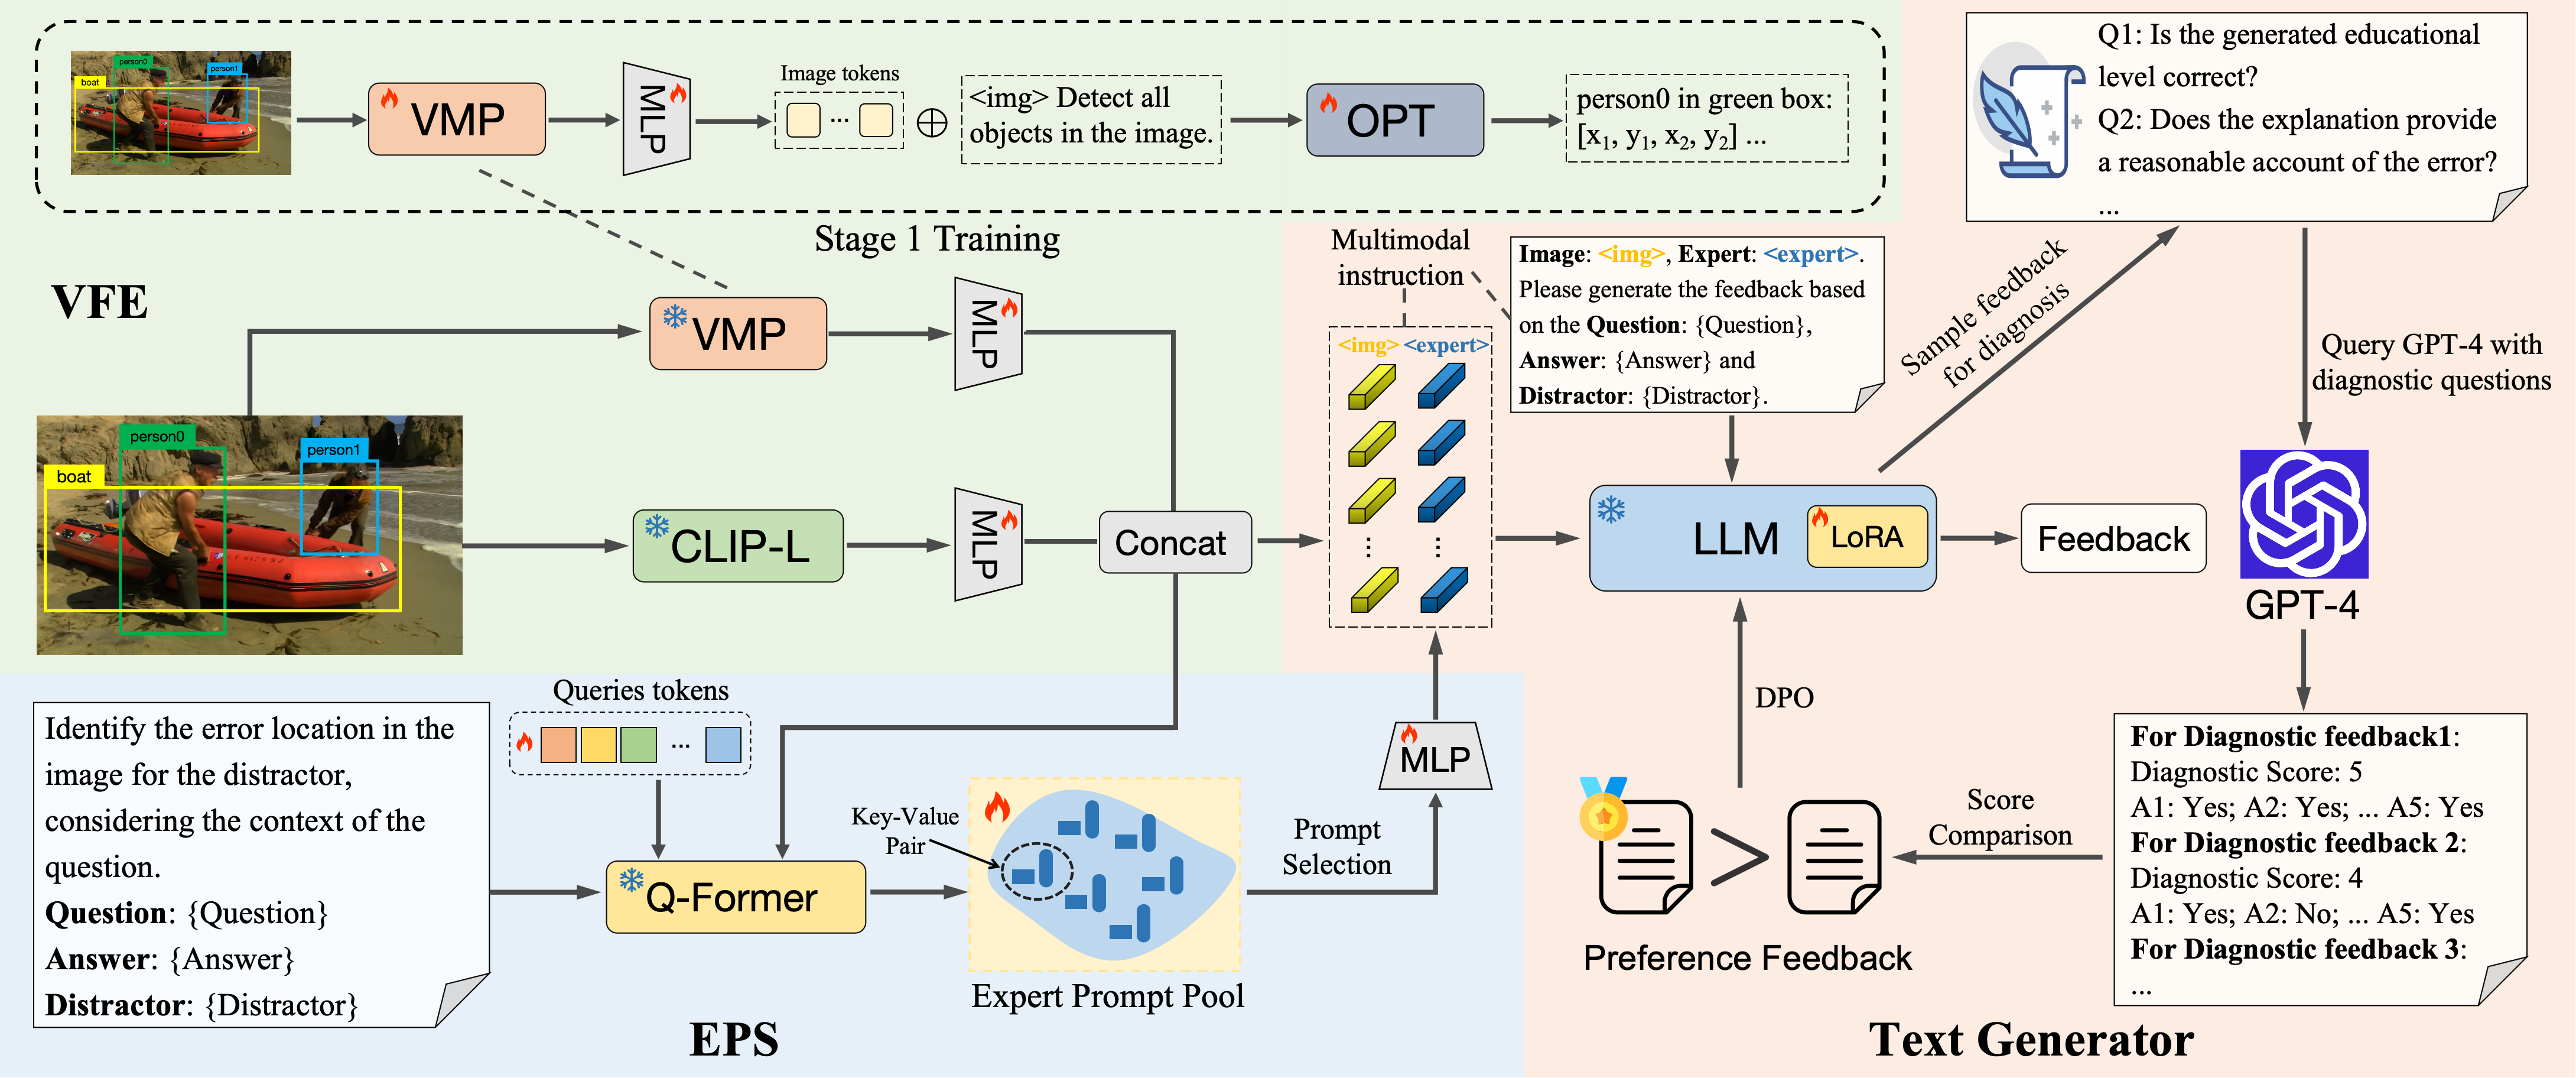 boat
person0
person1
VMP
MLP
Image tokens
...
<img> Detect all
objects in the image.
OPT
person0 in green box:
[x1, y1, x2, y2] ...
Stage 1 Training
VFE
VMP
MLP
boat
person0
person1
CLIP-L
MLP
Concat
Identify the error location in the
image for the distractor,
considering the context of the
question.
Question: {Question}
Answer: {Answer}
Distractor: {Distractor}
Queries tokens
...
Q-Former
Key-Value
Pair
Expert Prompt Pool
Prompt
Selection
MLP
EPS
Multimodal
instruction
<img> <expert>
Image: <img>, Expert: <expert>.
Please generate the feedback based
on the Question: {Question},
Answer: {Answer} and
Distractor: {Distractor}.
LLM
LoRA
Feedback
Sample feedback
for diagnosis
Q1: Is the generated educational
level correct?
Q2: Does the explanation provide
a reasonable account of the error?
...
Query GPT-4 with
diagnostic questions
GPT-4
For Diagnostic feedback1:
Diagnostic Score: 5
A1: Yes; A2: Yes; ... A5: Yes
For Diagnostic feedback 2:
Diagnostic Score: 4
A1: Yes; A2: No; ... A5: Yes
For Diagnostic feedback 3:
...
Score
Comparison
>
Preference Feedback
DPO
Text Generator